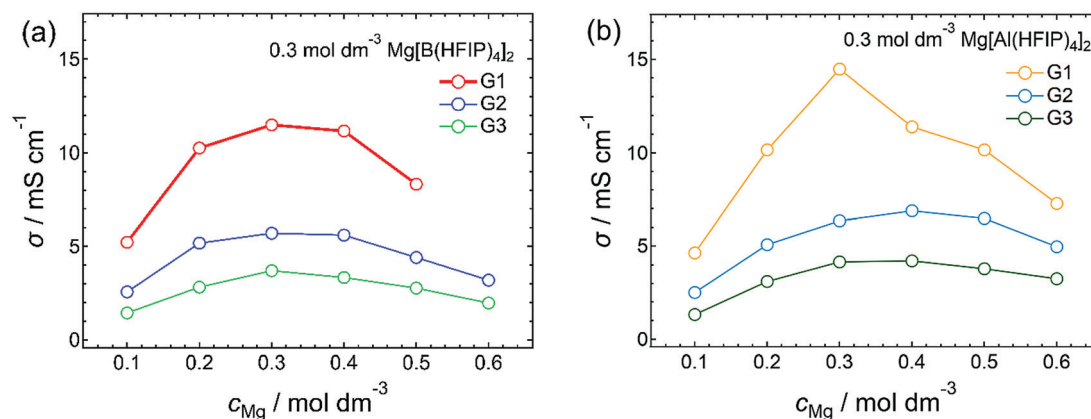 (a)
0.3 mol dm⁻³ Mg[B(HFIP)₄]₂
G1
G2
G3
15
10
5
0
σ / mS cm⁻¹
0.1 0.2 0.3 0.4 0.5 0.6
c_Mg / mol dm⁻³
(b)
0.3 mol dm⁻³ Mg[Al(HFIP)₄]₂
G1
G2
G3
15
10
5
0
σ / mS cm⁻¹
0.1 0.2 0.3 0.4 0.5 0.6
c_Mg / mol dm⁻³